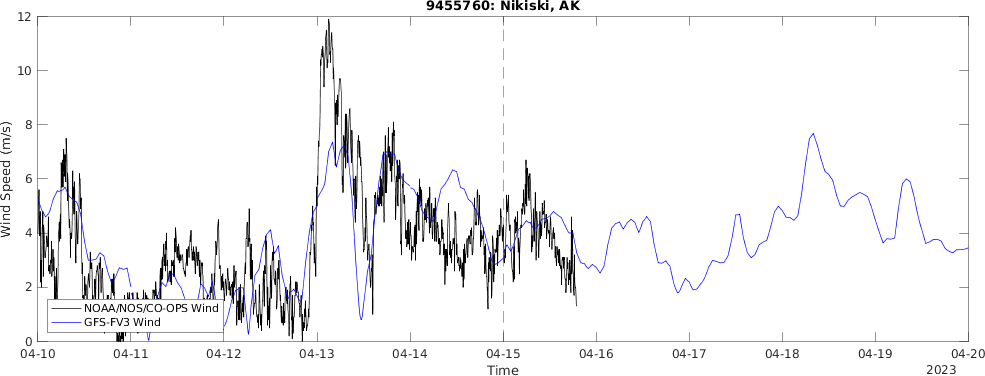 9455760: Nikiski, AK
12
10
8
6
4
2
0
Wind Speed (m/s)
NOAA/NOS/CO-OPS Wind
GFS-FV3 Wind
04-10 04-11 04-12 04-13 04-14 04-15 04-16 04-17 04-18 04-19 04-20
Time
2023